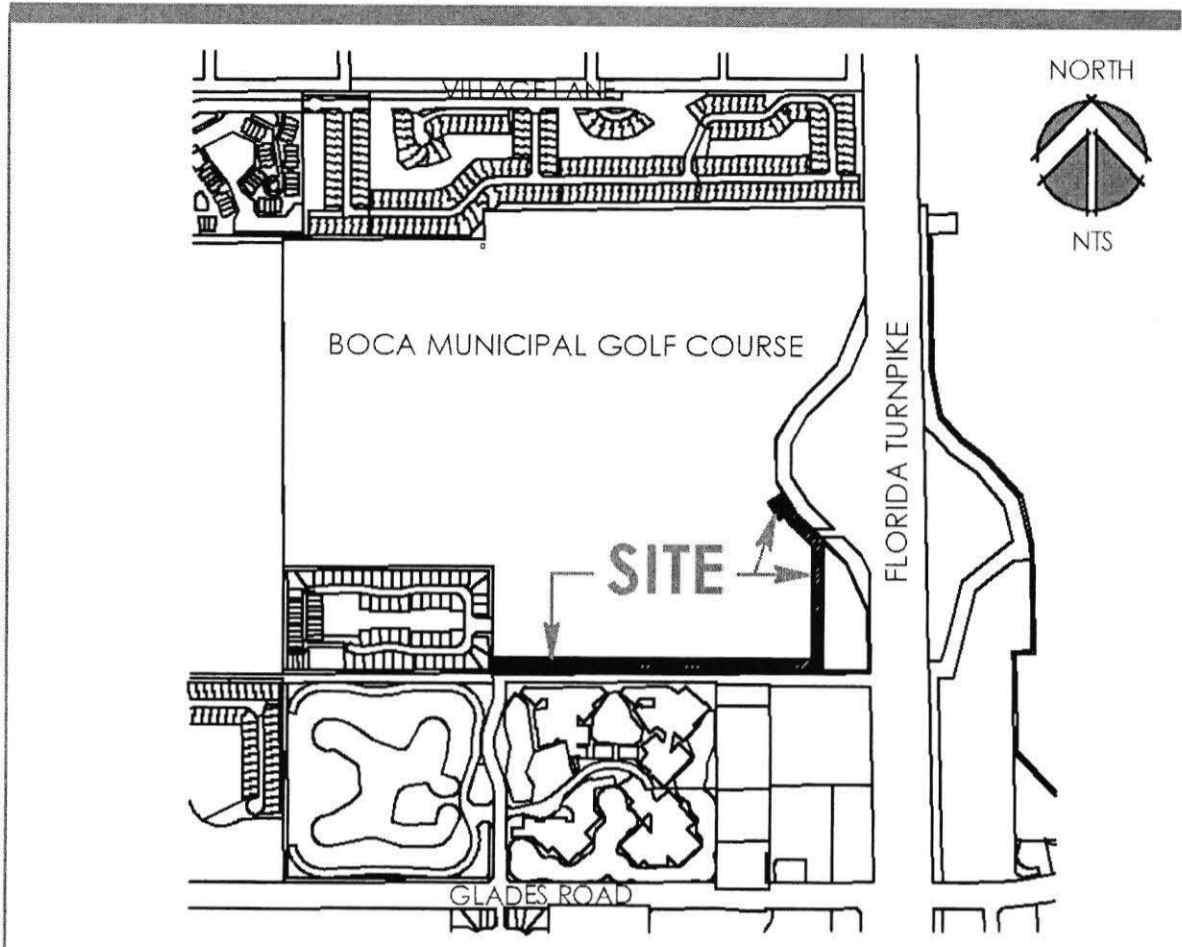 VILLAGE LANE
NORTH
NTS
BOCA MUNICIPAL GOLF COURSE
FLORIDA TURNPIKE
SITE
GLADES ROAD